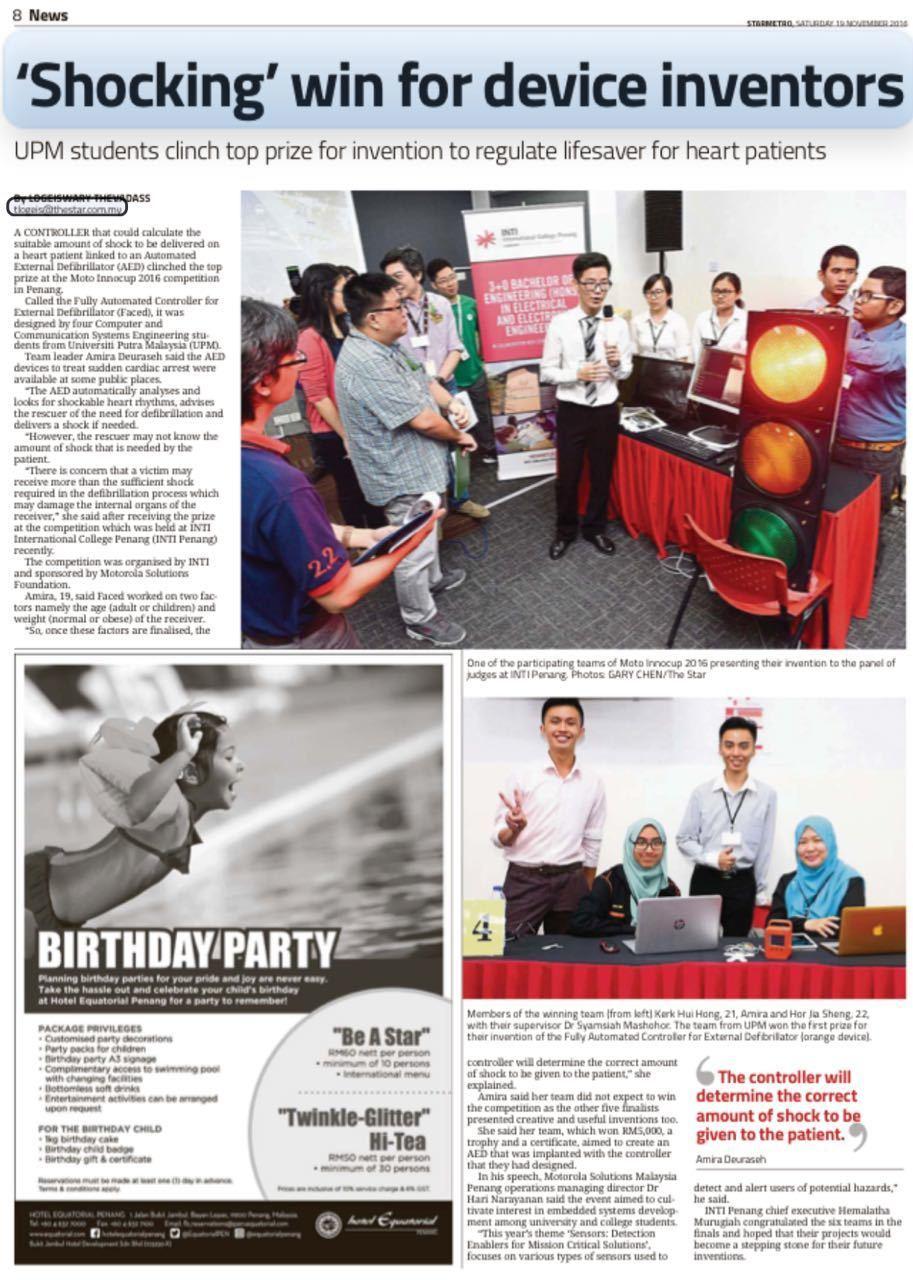 8 News
STARMETRO, SATURDAY 19 NOVEMBER 2016
‘Shocking’ win for device inventors
UPM students clinch top prize for invention to regulate lifesaver for heart patients
By LOGEISWARY THEVADASS
tlogeis@thestar.com.my
A CONTROLLER that could calculate the
suitable amount of shock to be delivered on
a heart patient linked to an Automated
External Defibrillator (AED) clinched the top
prize at the Moto Innocup 2016 competition
in Penang.
Called the Fully Automated Controller for
External Defibrillator (Faced), it was
designed by four Computer and
Communication Systems Engineering stu-
dents from Universiti Putra Malaysia (UPM).
Team leader Amira Deuraseh said the AED
devices to treat sudden cardiac arrest were
available at some public places.
“The AED automatically analyses and
looks for shockable heart rhythms, advises
the rescuer of the need for defibrillation and
delivers a shock if needed.
“However, the rescuer may not know the
amount of shock that is needed by the
patient.
“There is concern that a victim may
receive more than the sufficient shock
required in the defibrillation process which
may damage the internal organs of the
receiver,” she said after receiving the prize
at the competition which was held at INTI
International College Penang (INTI Penang)
recently.
The competition was organised by INTI
and sponsored by Motorola Solutions
Foundation.
Amira, 19, said Faced worked on two fac-
tors namely the age (adult or children) and
weight (normal or obese) of the receiver.
“So, once these factors are finalised, the
INTI
International College Penang
3+0 BACHELOR OF
ENGINEERING (HONS)
IN ELECTRICAL
AND ELECTRONIC
ENGINEERING
2.2
One of the participating teams of Moto Innocup 2016 presenting their invention to the panel of
judges at INTI Penang. Photos: GARY CHEN/The Star
4
hp
Members of the winning team (from left) Kerk Hui Hong, 21, Amira and Hor Jia Sheng, 22,
with their supervisor Dr Syamsiah Mashohor. The team from UPM won the first prize for
their invention of the Fully Automated Controller for External Defibrillator (orange device).
controller will determine the correct amount
of shock to be given to the patient,” she
explained.
Amira said her team did not expect to win
the competition as the other five finalists
presented creative and useful inventions too.
She said her team, which won RM5,000, a
trophy and a certificate, aimed to create an
AED that was implanted with the controller
that they had designed.
In his speech, Motorola Solutions Malaysia
Penang operations managing director Dr
Hari Narayanan said the event aimed to cul-
tivate interest in embedded systems develop-
ment among university and college students.
“This year’s theme ‘Sensors: Detection
Enablers for Mission Critical Solutions’,
focuses on various types of sensors used to
‘The controller will
determine the correct
amount of shock to be
given to the patient.’
Amira Deuraseh
detect and alert users of potential hazards,”
he said.
INTI Penang chief executive Hemalatha
Murugiah congratulated the six teams in the
finals and hoped that their projects would
become a stepping stone for their future
inventions.
BIRTHDAY PARTY
Planning birthday parties for your pride and joy are never easy.
Take the hassle out and celebrate your child's birthday
at Hotel Equatorial Penang for a party to remember!
PACKAGE PRIVILEGES
• Customised party decorations
• Party packs for children
• Birthday party A3 signage
• Complimentary access to swimming pool
with changing facilities
• Bottomless soft drinks
• Entertainment activities can be arranged
upon request
FOR THE BIRTHDAY CHILD
• 1kg birthday cake
• Birthday child badge
• Birthday gift & certificate
Reservations must be made at least one (1) day in advance.
Terms & conditions apply.
"Be A Star"
RM60 nett per person
• minimum of 10 persons
• International menu
"Twinkle-Glitter"
Hi-Tea
RM50 nett per person
• minimum of 30 persons
Prices are inclusive of 10% service charge & 6% GST.
HOTEL EQUATORIAL PENANG 1 Jalan Bukit Jambul, Bayan Lepas, 11900 Penang, Malaysia.
Tel: +60 4 632 7000 Fax: +60 4 632 7100 Email: fb.reservations@penequatorial.com
www.equatorial.com hotelequatorialpenang @EquatorialPEN @equatorialpenang
Bukit Jambul Hotel Development Sdn Bhd
hotel Equatorial
PENANG